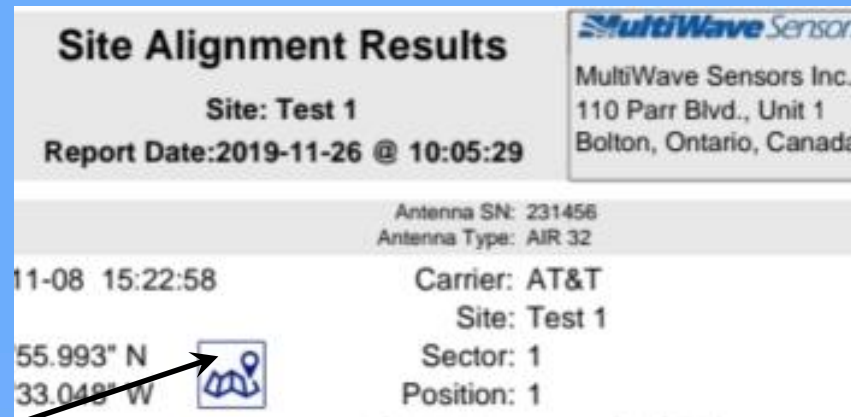 Site Alignment Results
Site: Test 1
Report Date:2019-11-26 @ 10:05:29
MultiWave Sensor
MultiWave Sensors Inc.
110 Parr Blvd., Unit 1
Bolton, Ontario, Canada
Antenna SN: 231456
Antenna Type: AIR 32
11-08 15:22:58
Carrier: AT&T
Site: Test 1
55.993" N
Sector: 1
33.048" W
Position: 1